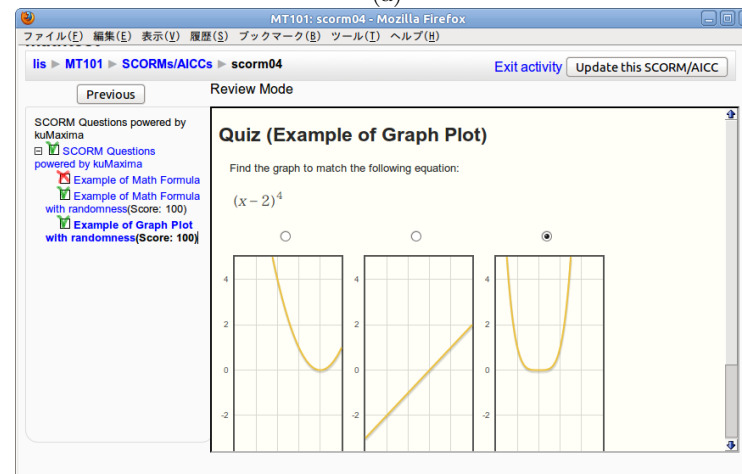 (a)
MT101: scorm04 - Mozilla Firefox
ファイル(F) 編集(E) 表示(V) 履歴(S) ブックマーク(B) ツール(T) ヘルプ(H)
lis ► MT101 ► SCORMs/AICCs ► scorm04
Exit activity Update this SCORM/AICC
Previous
Review Mode
SCORM Questions powered by
kuMaxima
SCORM Questions
powered by kuMaxima
Example of Math Formula
Example of Math Formula
with randomness(Score: 100)
Example of Graph Plot
with randomness(Score: 100)
Quiz (Example of Graph Plot)
Find the graph to match the following equation:
(x − 2)⁴
4
2
0
-2
4
2
0
-2
4
2
0
-2